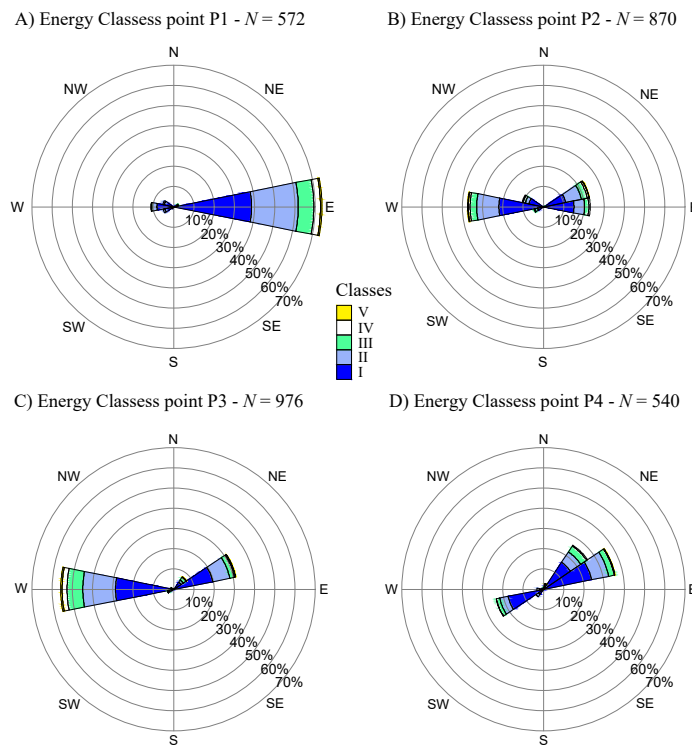 A) Energy Classess point P1 - N = 572
B) Energy Classess point P2 - N = 870
N
NW
NE
W
E
10%
20%
30%
40%
50%
60%
70%
SW
SE
S
N
NW
NE
W
E
10%
20%
30%
40%
50%
60%
70%
SW
SE
S
Classes
V
IV
III
II
I
C) Energy Classess point P3 - N = 976
D) Energy Classess point P4 - N = 540
N
NW
NE
W
E
10%
20%
30%
40%
50%
60%
70%
SW
SE
S
N
NW
NE
W
E
10%
20%
30%
40%
50%
60%
70%
SW
SE
S